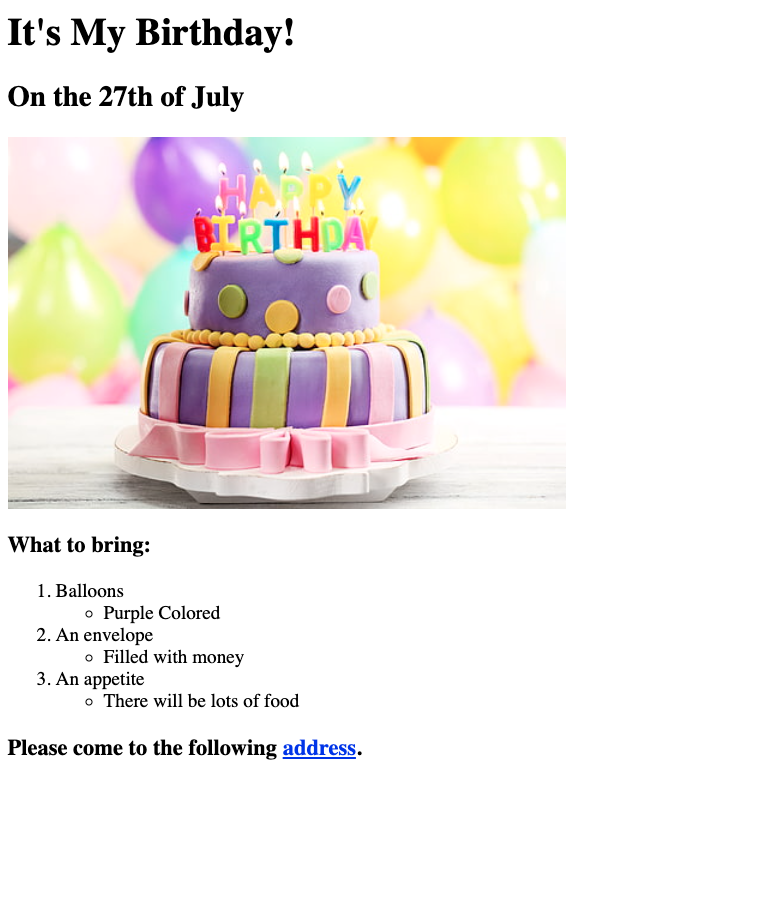 It's My Birthday!
On the 27th of July
HAPPY
BIRTHDAY
What to bring:
1. Balloons
◦ Purple Colored
2. An envelope
◦ Filled with money
3. An appetite
◦ There will be lots of food
Please come to the following address.